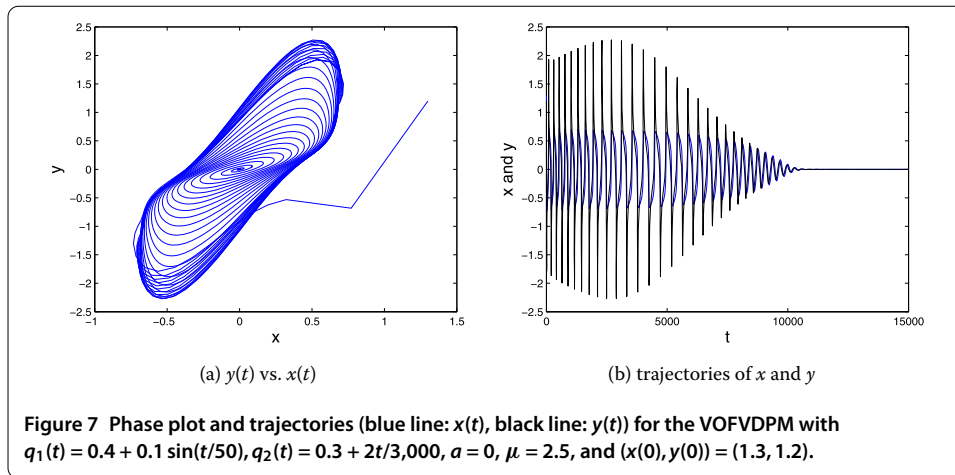 2.5
2
1.5
1
0.5
0
−0.5
−1
−1.5
−2
−2.5
y
−1 −0.5 0 0.5 1 1.5
x
(a) y(t) vs. x(t)
2.5
2
1.5
1
0.5
0
−0.5
−1
−1.5
−2
−2.5
x and y
0 5000 10000 15000
t
(b) trajectories of x and y
Figure 7 Phase plot and trajectories (blue line: x(t), black line: y(t)) for the VOFVDPM with
q₁(t) = 0.4 + 0.1 sin(t/50), q₂(t) = 0.3 + 2t/3,000, a = 0, μ = 2.5, and (x(0), y(0)) = (1.3, 1.2).